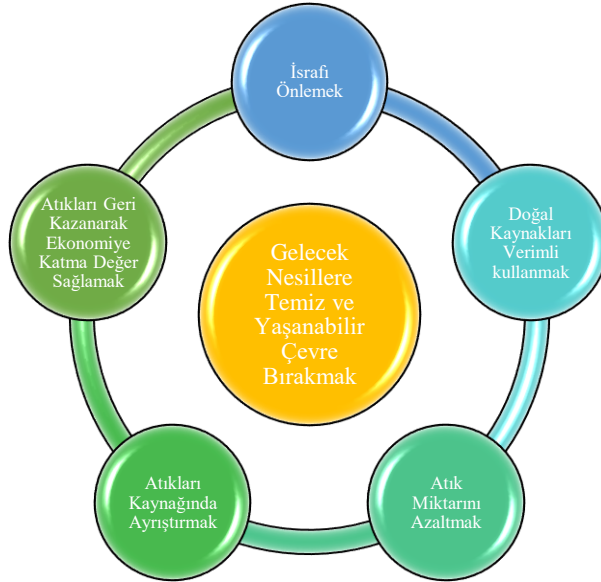 İsrafı
Önlemek
Doğal
Kaynakları
Verimli
kullanmak
Atık
Miktarını
Azaltmak
Atıkları
Kaynağında
Ayrıştırmak
Atıkları Geri
Kazanarak
Ekonomiye
Katma Değer
Sağlamak
Gelecek
Nesillere
Temiz ve
Yaşanabilir
Çevre
Bırakmak